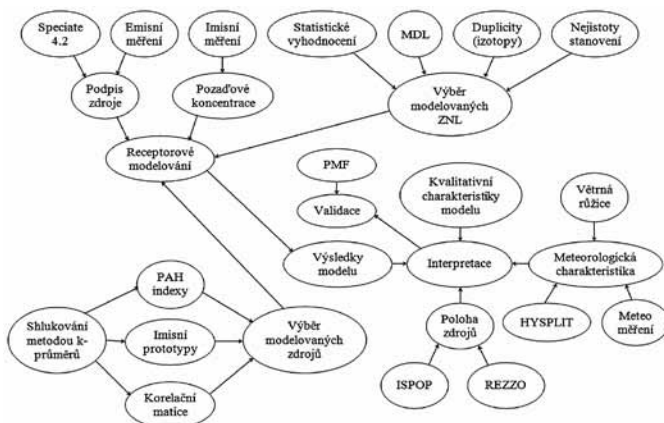 Speciate
4.2
Emisní
měření
Imisní
měření
Statistické
vyhodnocení
MDL
Duplicity
(izotopy)
Nejistoty
stanovení
Podpis
zdroje
Pozaďové
koncentrace
Výběr
modelovaných
ZNL
Receptorové
modelování
PMF
Validace
Kvalitativní
charakteristiky
modelu
Větrná
růžice
Výsledky
modelu
Interpretace
Meteorologická
charakteristika
PAH
indexy
Shlukování
metodou k-
průměrů
Imisní
prototypy
Výběr
modelovaných
zdrojů
Korelační
matice
Poloha
zdrojů
HYSPLIT
Meteo
měření
ISPOP
REZZO